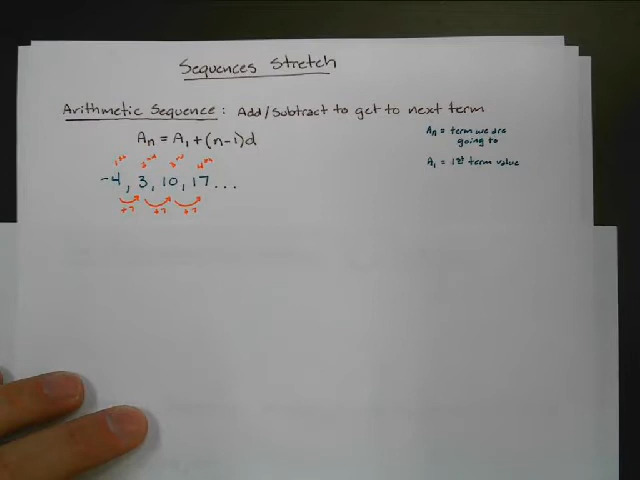 Sequences Stretch
Arithmetic Sequence: Add/Subtract to get to next term
An = A1 + (n-1)d
An = term we are going to
A1 = 1st term value
1st 2nd 3rd 4th
-4, 3, 10, 17...
+7 +7 +7